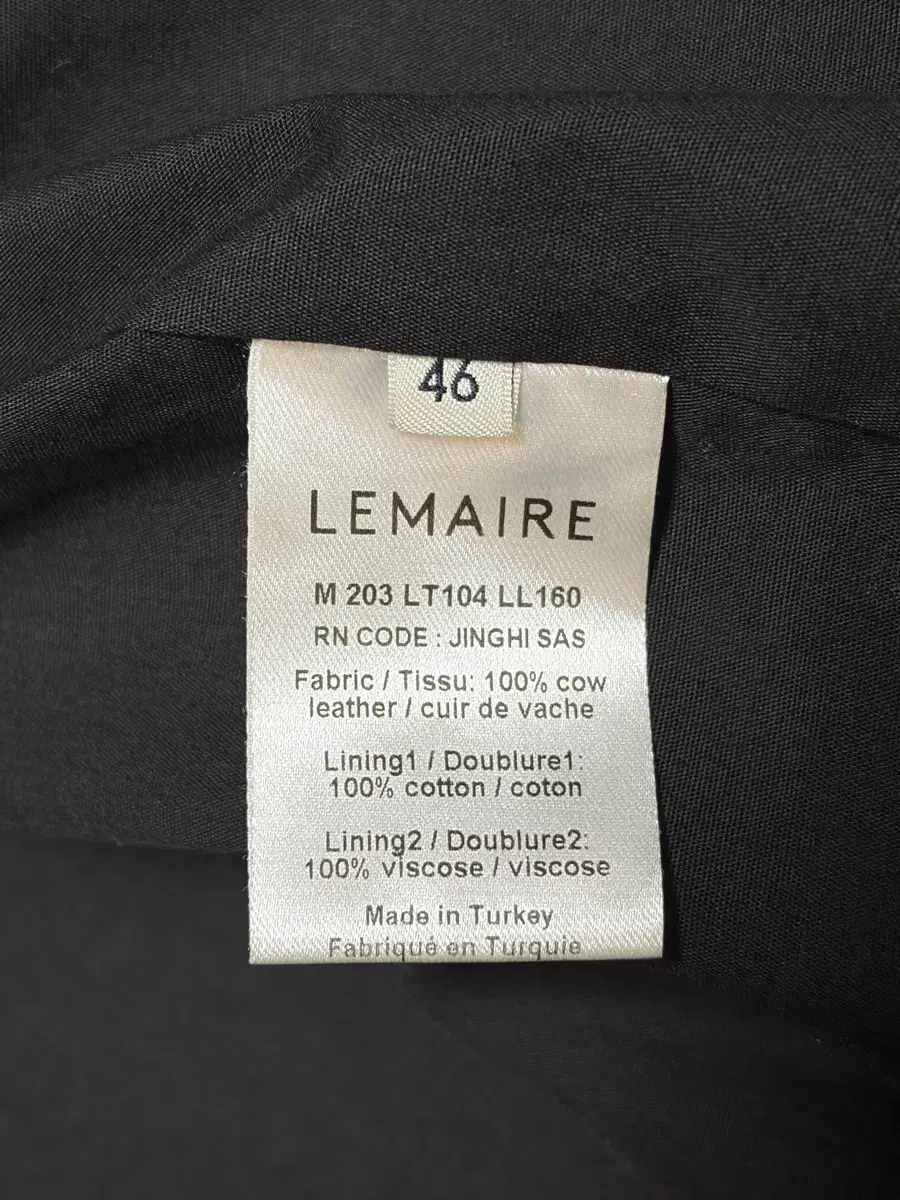 46
LEMAIRE
M 203 LT104 LL160
RN CODE : JINGHI SAS
Fabric / Tissu: 100% cow
leather / cuir de vache
Lining1 / Doublure1:
100% cotton / coton
Lining2 / Doublure2:
100% viscose / viscose
Made in Turkey
Fabriqué en Turquie